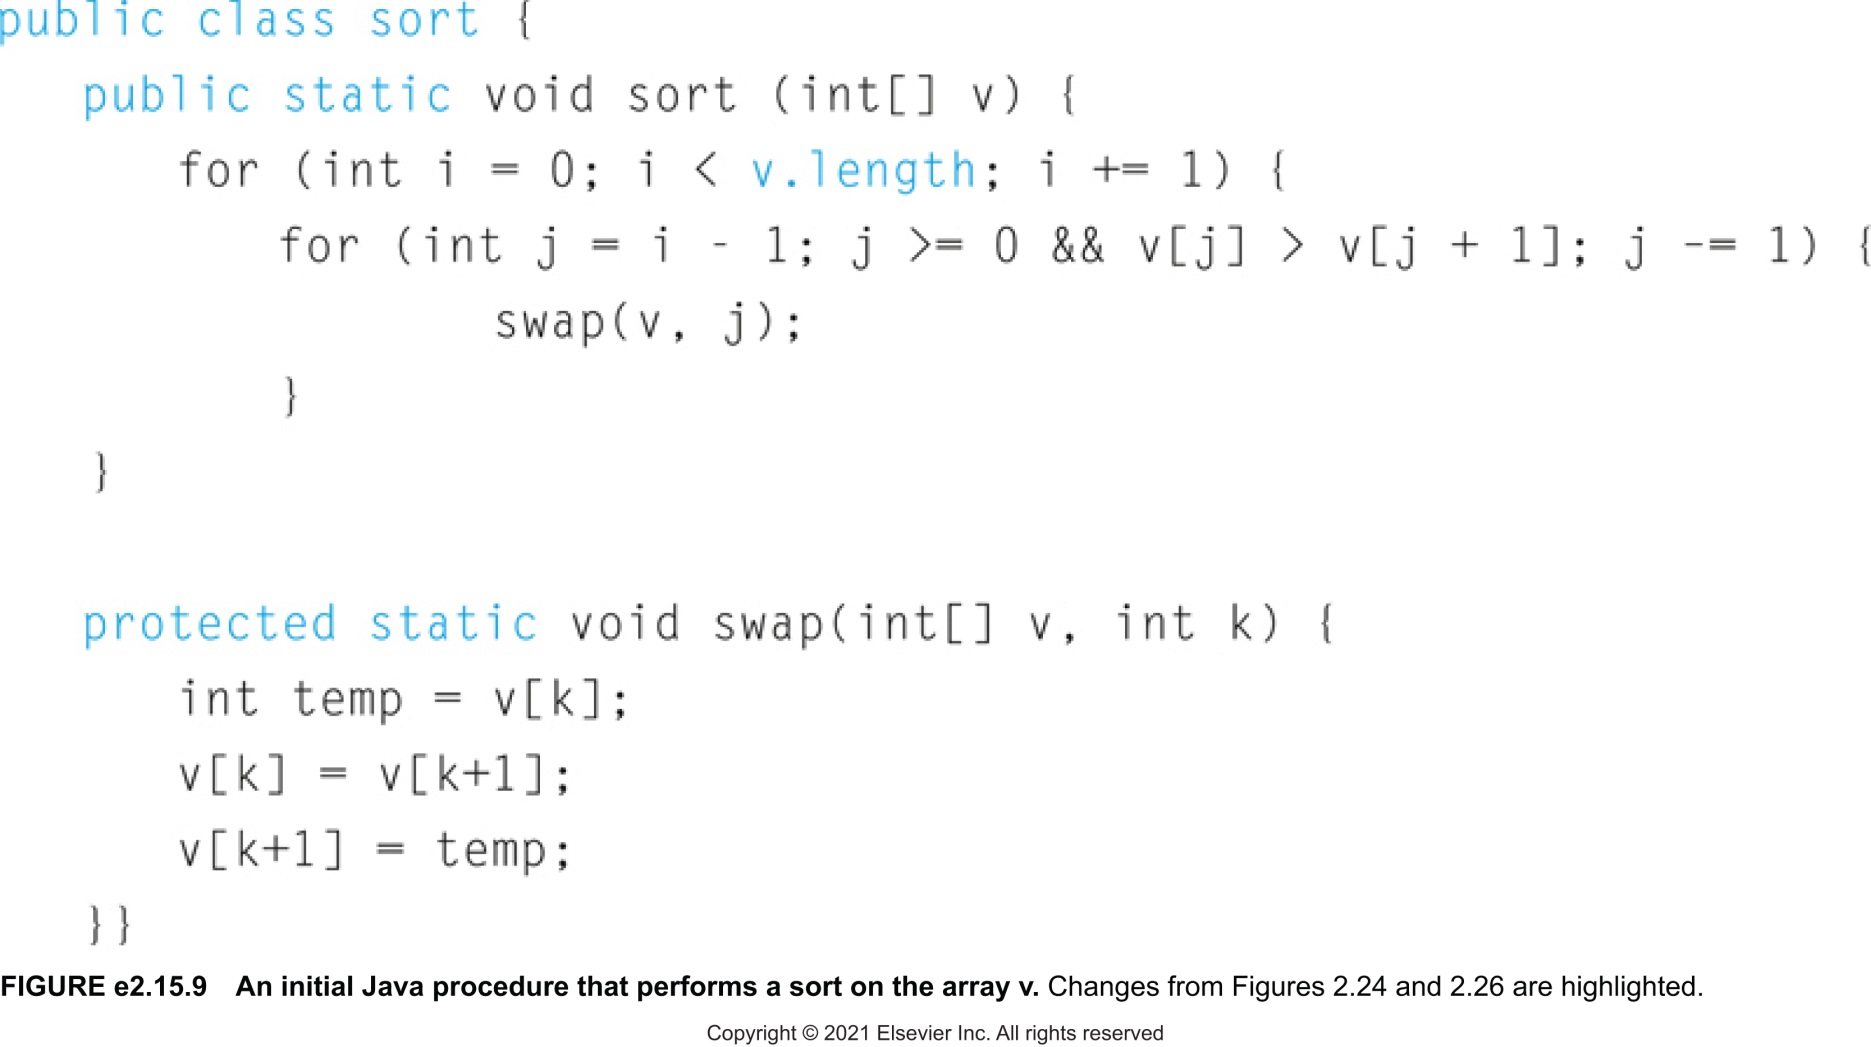 public class sort {
public static void sort (int[] v) {
for (int i = 0; i < v.length; i += 1) {
for (int j = i - 1; j >= 0 && v[j] > v[j + 1]; j -= 1) {
swap(v, j);
}
}
protected static void swap(int[] v, int k) {
int temp = v[k];
v[k] = v[k+1];
v[k+1] = temp;
}}
FIGURE e2.15.9 An initial Java procedure that performs a sort on the array v. Changes from Figures 2.24 and 2.26 are highlighted.
Copyright © 2021 Elsevier Inc. All rights reserved